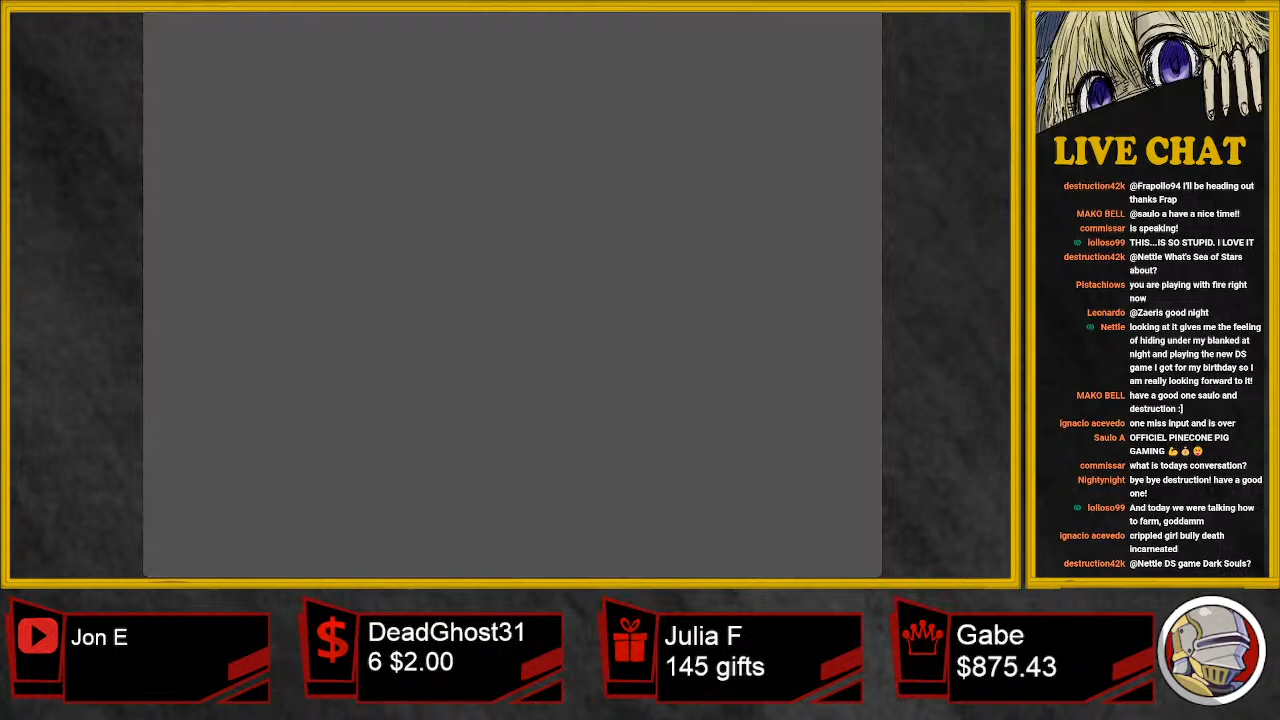 LIVE CHAT
destruction42k @Frapollo94 I'll be heading out
thanks Frap
MAKO BELL @saulo a have a nice time!!
commissar is speaking!
lolloso99 THIS...IS SO STUPID. I LOVE IT
destruction42k @Nettle What's Sea of Stars
about?
Pistachiows you are playing with fire right
now
Leonardo @Zaeris good night
Nettle looking at it gives me the feeling
of hiding under my blanked at
night and playing the new DS
game I got for my birthday so I
am really looking forward to it!
MAKO BELL have a good one saulo and
destruction :]
ignacio acevedo one miss input and is over
Saulo A OFFICIEL PINECONE PIG
GAMING
commissar what is todays conversation?
Nightynight bye bye destruction! have a good
one!
lolloso99 And today we were talking how
to farm, goddamm
ignacio acevedo crippled girl bully death
incarneated
destruction42k @Nettle DS game Dark Souls?
Jon E
DeadGhost31
6 $2.00
Julia F
145 gifts
Gabe
$875.43